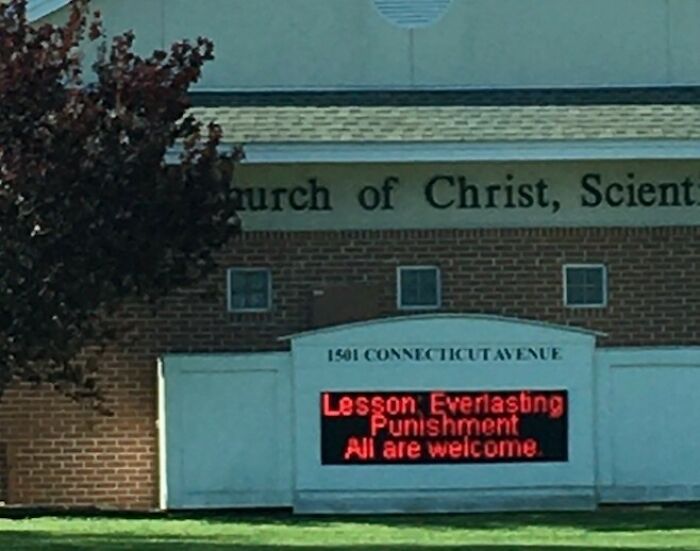 urch of Christ, Scient
1501 CONNECTICUT AVENUE
Lesson, Everlasting
Punishment
All are welcome.